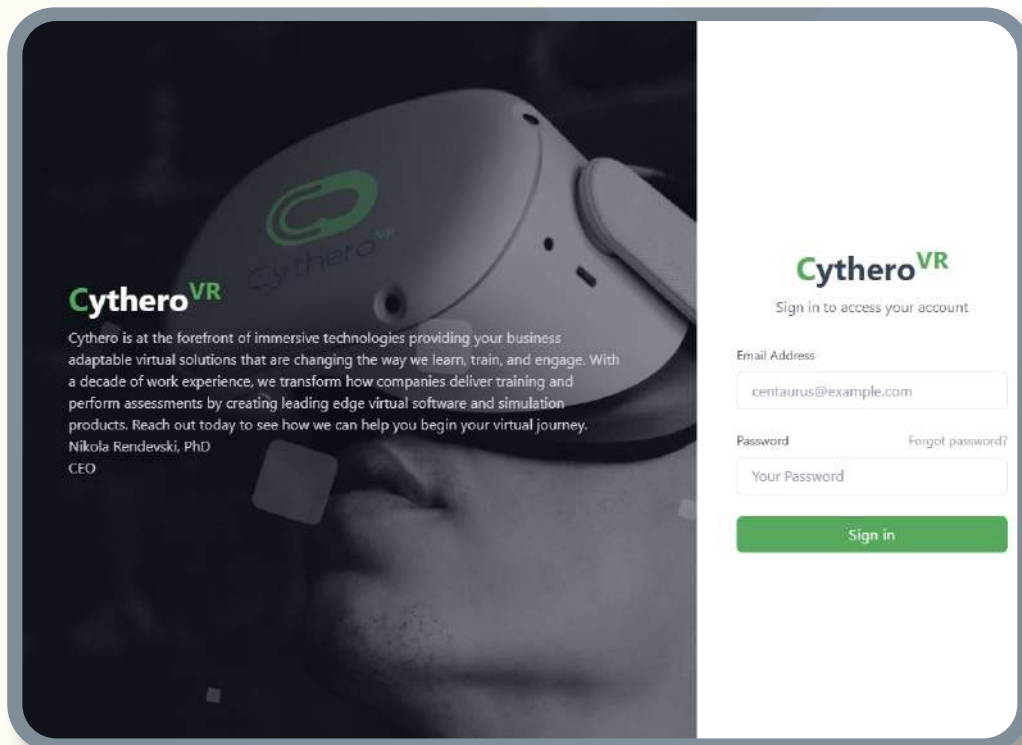 Cythero VR
CytheroVR
Cythero is at the forefront of immersive technologies providing your business
adaptable virtual solutions that are changing the way we learn, train, and engage. With
a decade of work experience, we transform how companies deliver training and
perform assessments by creating leading edge virtual software and simulation
products. Reach out today to see how we can help you begin your virtual journey.
Nikola Rendevski, PhD
CEO
CytheroVR
Sign in to access your account
Email Address
centaurus@example.com
Password Forgot password?
Your Password
Sign in